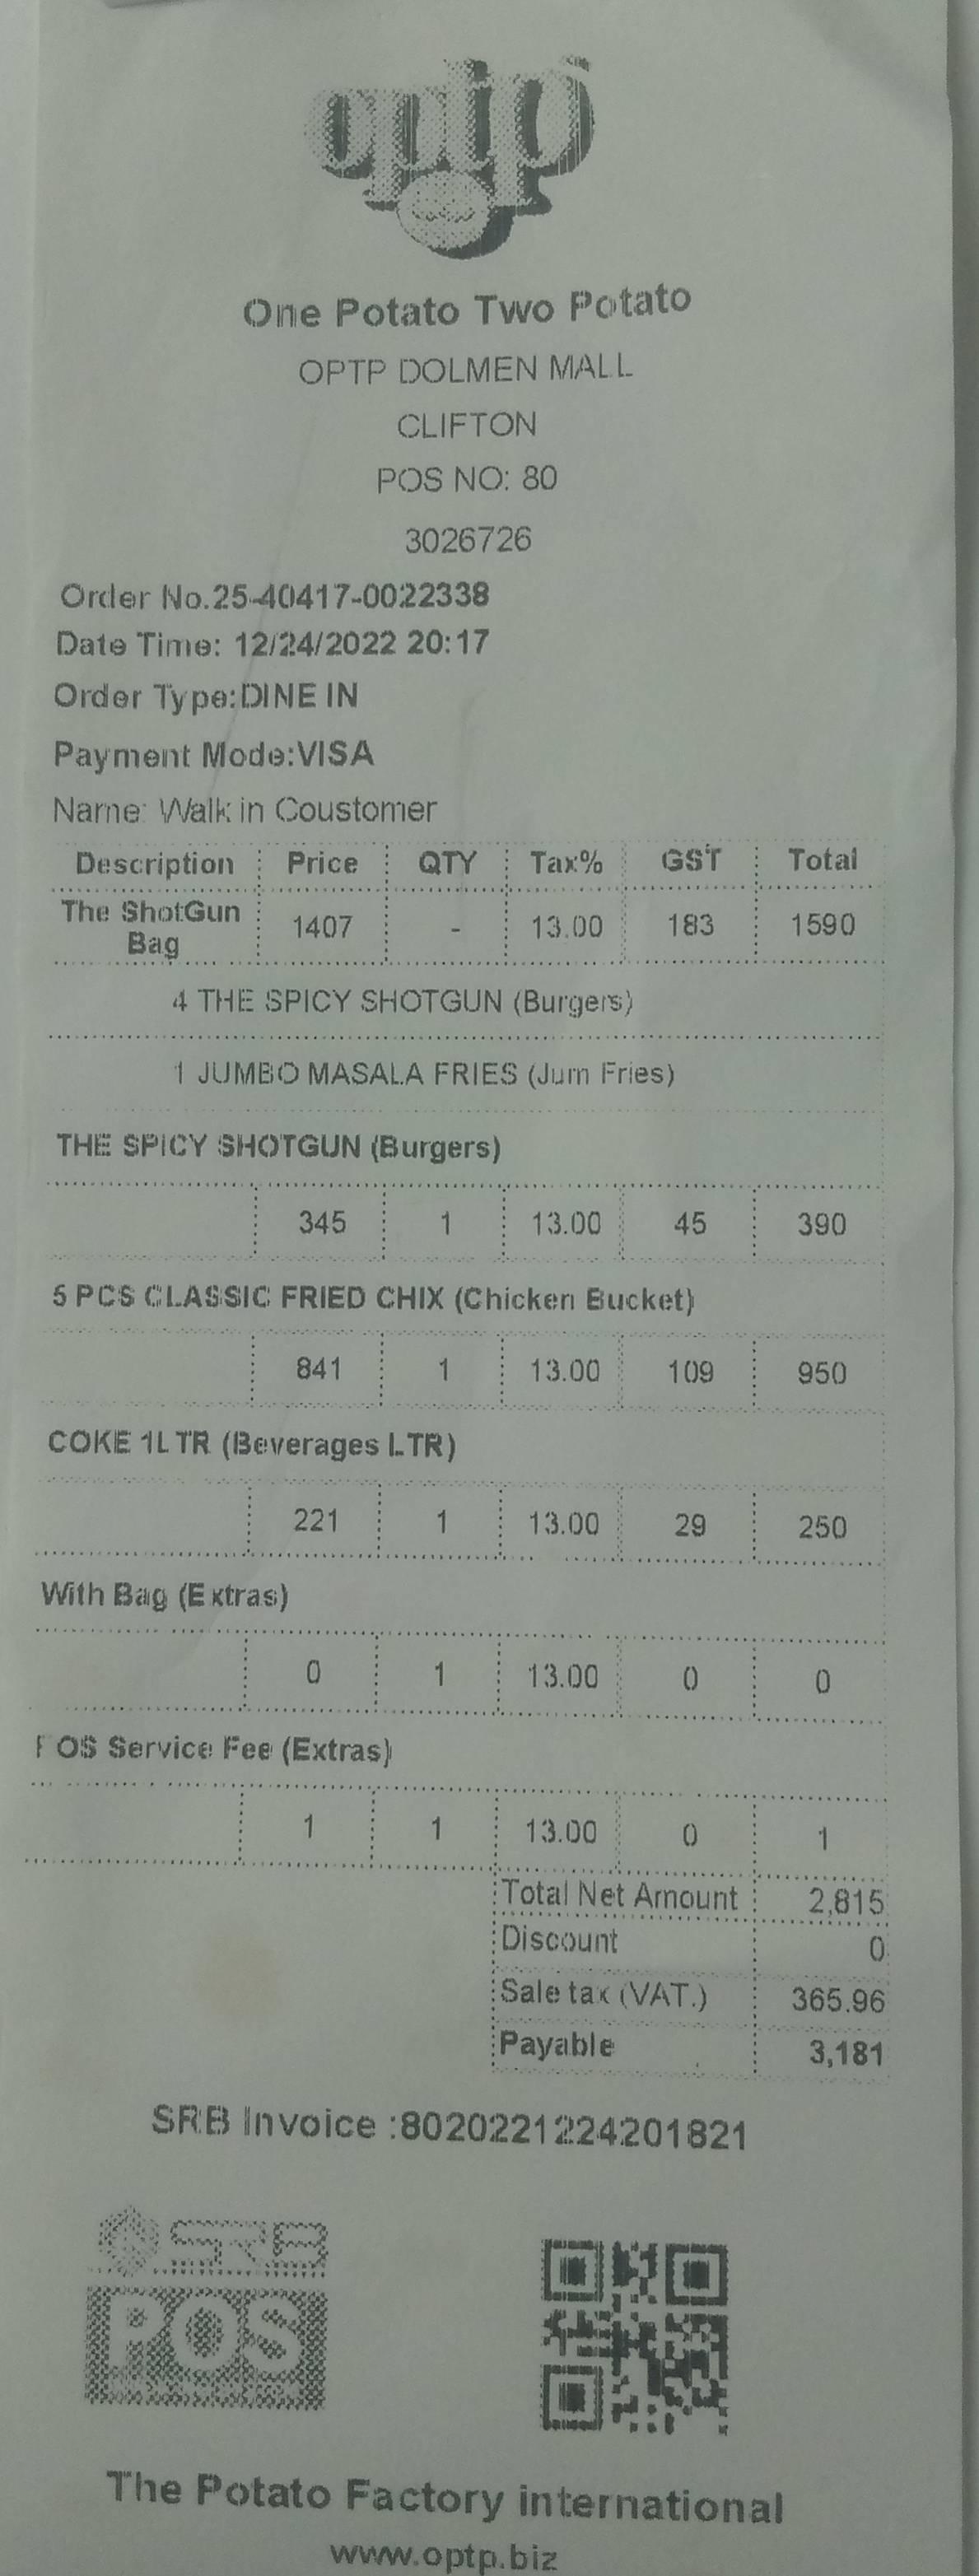 optp
One Potato Two Potato
OPTP DOLMEN MALL
CLIFTON
POS NO: 80
3026726
Order No.25-40417-0022338
Date Time: 12/24/2022 20:17
Order Type:DINE IN
Payment Mode:VISA
Name: Walk in Coustomer
Description Price QTY Tax% GST Total
The ShotGun Bag 1407 - 13.00 183 1590
4 THE SPICY SHOTGUN (Burgers)
1 JUMBO MASALA FRIES (Jum Fries)
THE SPICY SHOTGUN (Burgers)
345 1 13.00 45 390
5 PCS CLASSIC FRIED CHIX (Chicken Bucket)
841 1 13.00 109 950
COKE 1LTR (Beverages LTR)
221 1 13.00 29 250
With Bag (Extras)
0 1 13.00 0 0
POS Service Fee (Extras)
1 1 13.00 0 1
Total Net Amount 2,815
Discount 0
Sale tax (VAT.) 365.96
Payable 3,181
SRB Invoice :8020221224201821
SRB
POS
The Potato Factory international
www.optp.biz